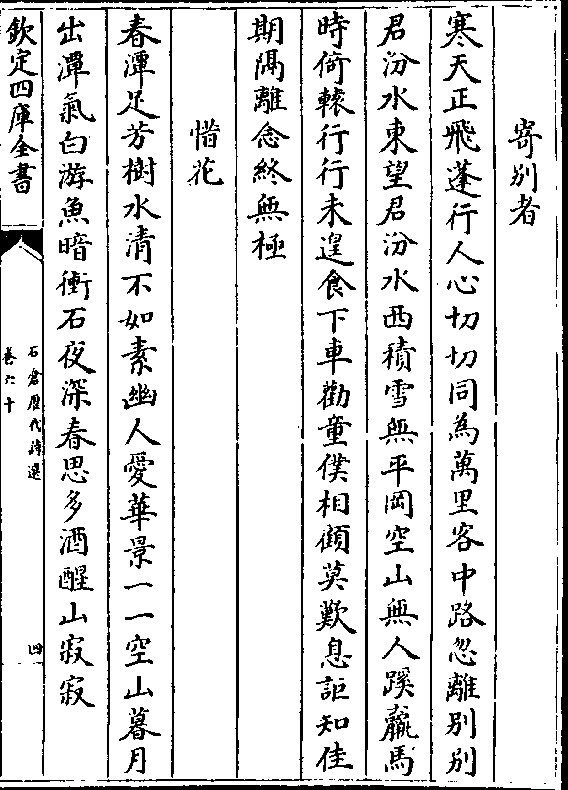 寄别者
寒天正飛蓬行人心切切同為萬里客中路忽離别别
君汾水東望君汾水西積雪無平岡空山無人蹊羸馬
時倚轅行行未遑食下車勸童僕相顧莫歎息詎知佳
期隔離念終無極
惜花
春潭足芳樹水清不如素幽人愛華景一一空山暮月
出潭氣白游魚暗衝石夜深春思多酒醒山寂寂
欽定四庫全書
石倉歷代詩選
卷六十
四